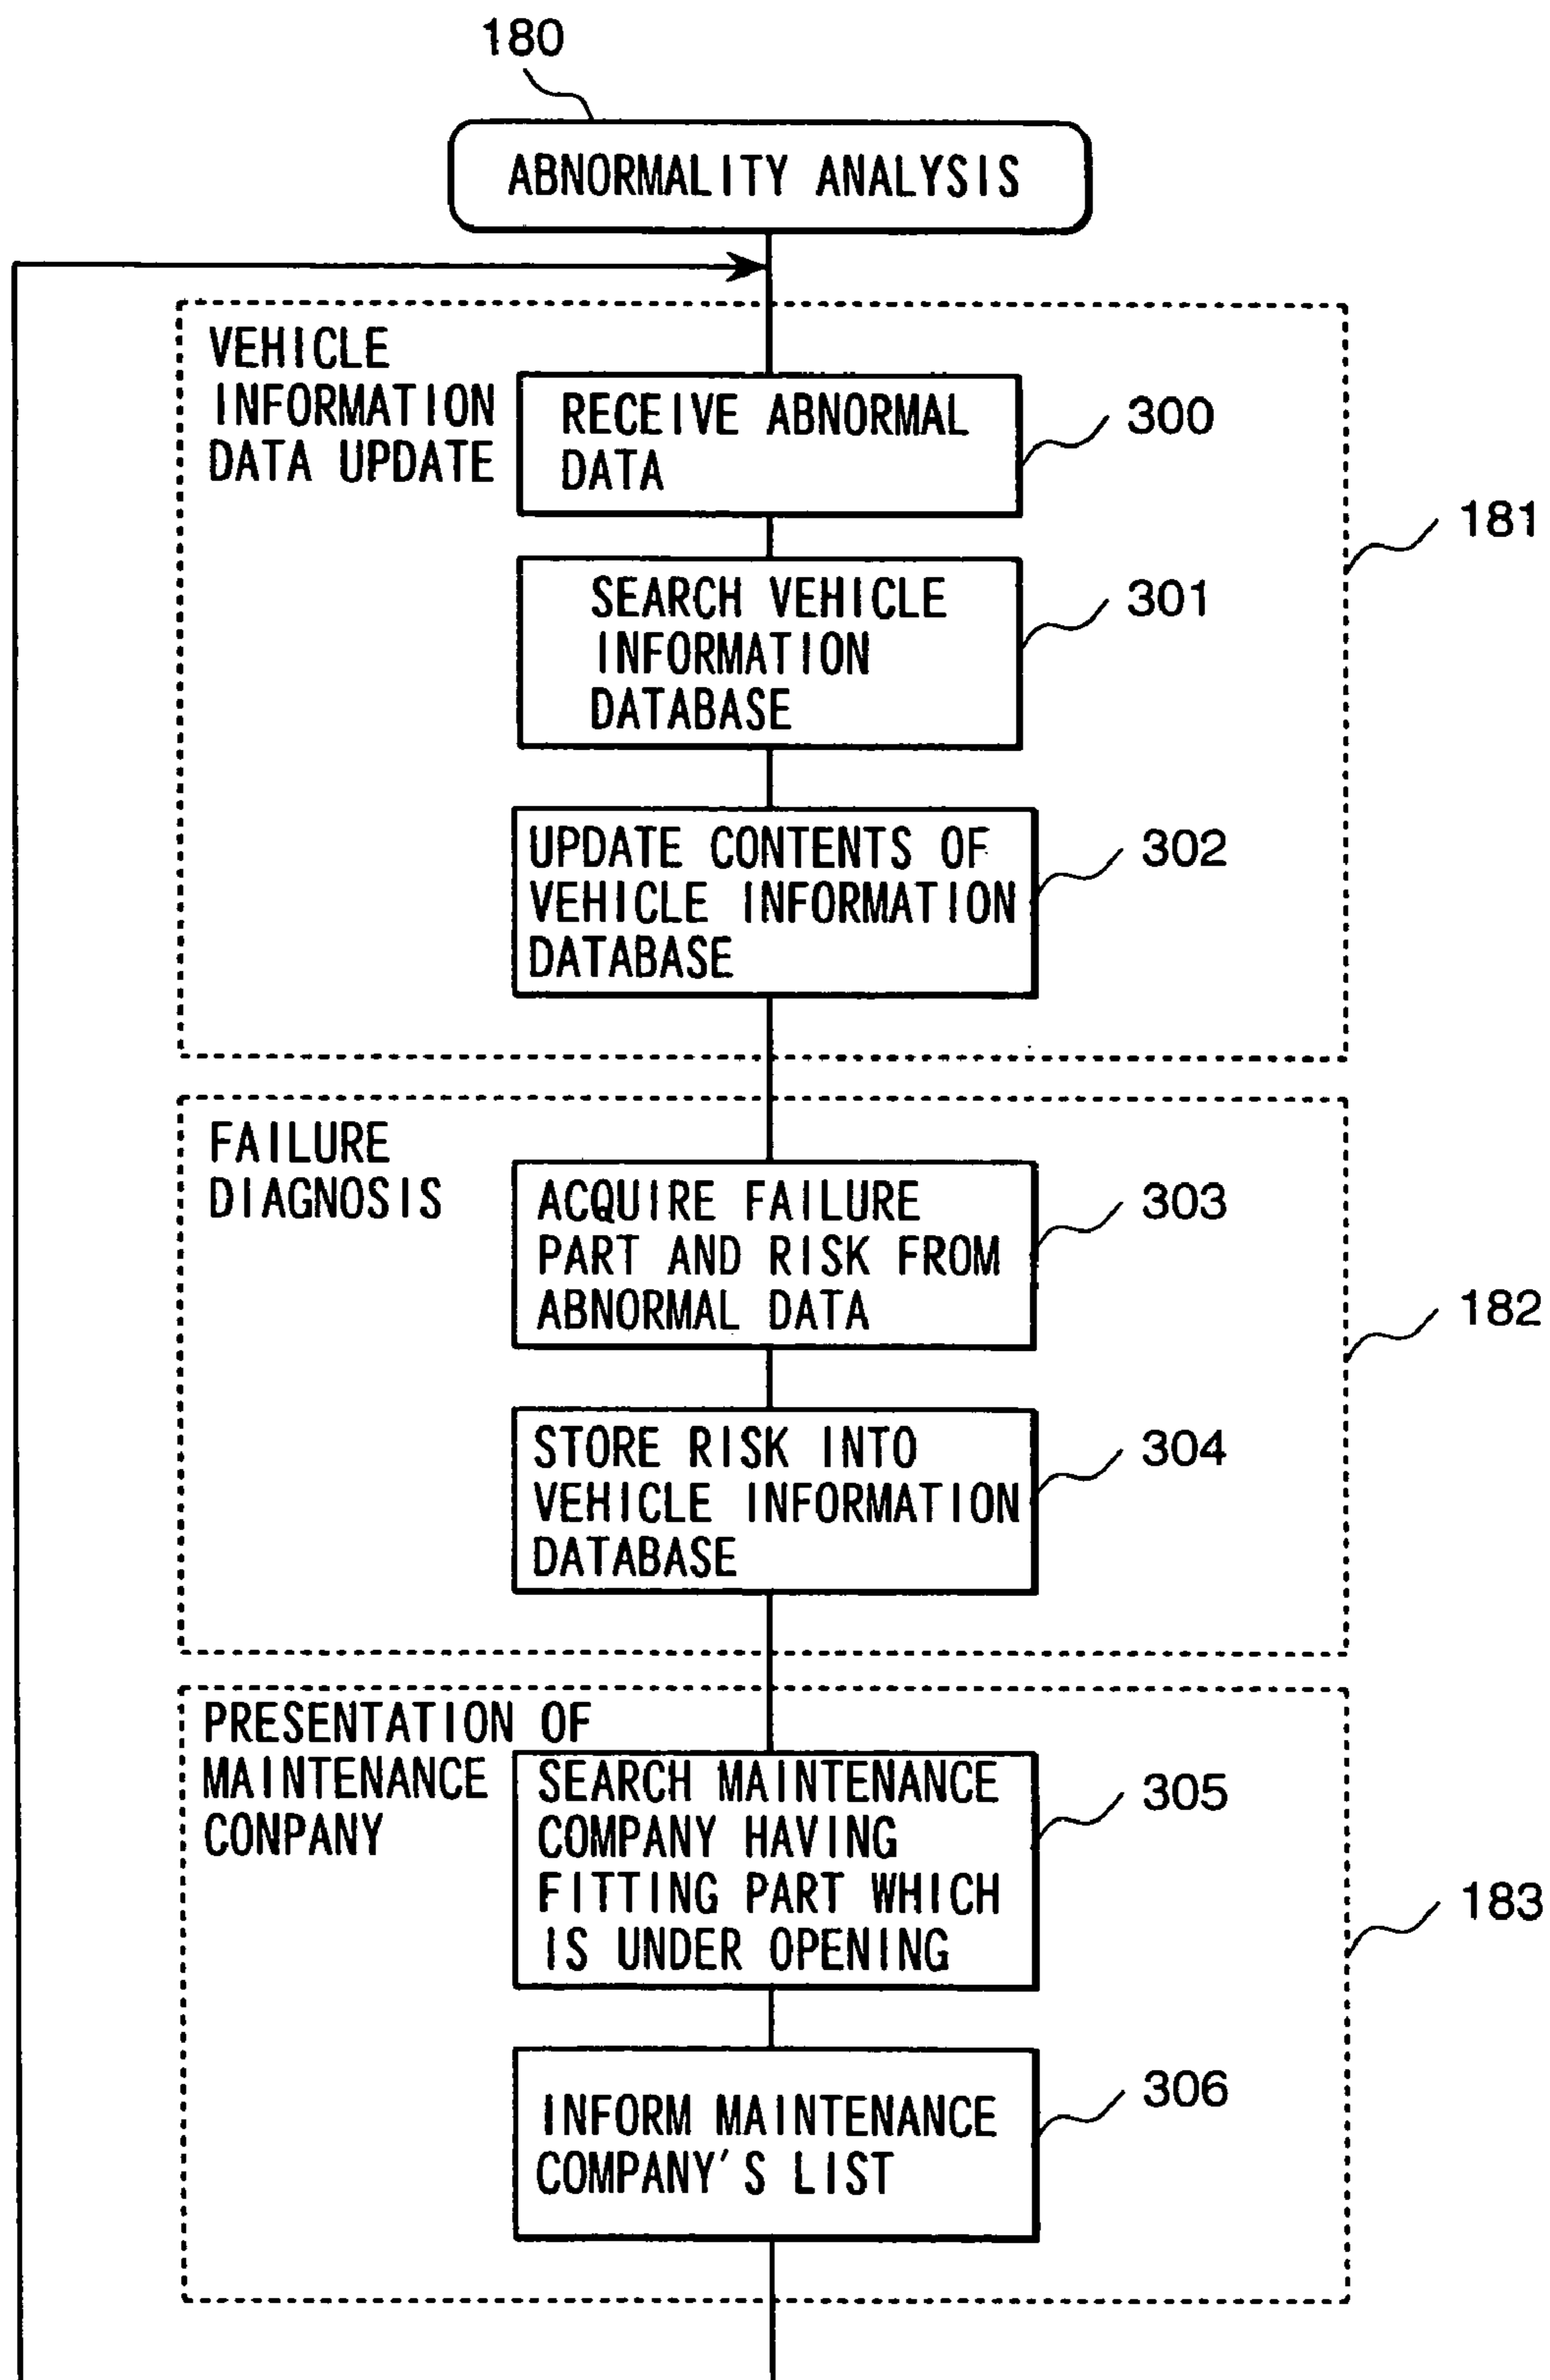 180
ABNORMALITY ANALYSIS
VEHICLE
INFORMATION
DATA UPDATE
RECEIVE ABNORMAL
DATA
300
181
SEARCH VEHICLE
INFORMATION
DATABASE
301
UPDATE CONTENTS OF
VEHICLE INFORMATION
DATABASE
302
FAILURE
DIAGNOSIS
ACQUIRE FAILURE
PART AND RISK FROM
ABNORMAL DATA
303
182
STORE RISK INTO
VEHICLE INFORMATION
DATABASE
304
PRESENTATION OF
MAINTENANCE
CONPANY
SEARCH MAINTENANCE
COMPANY HAVING
FITTING PART WHICH
IS UNDER OPENING
305
183
INFORM MAINTENANCE
COMPANY'S LIST
306